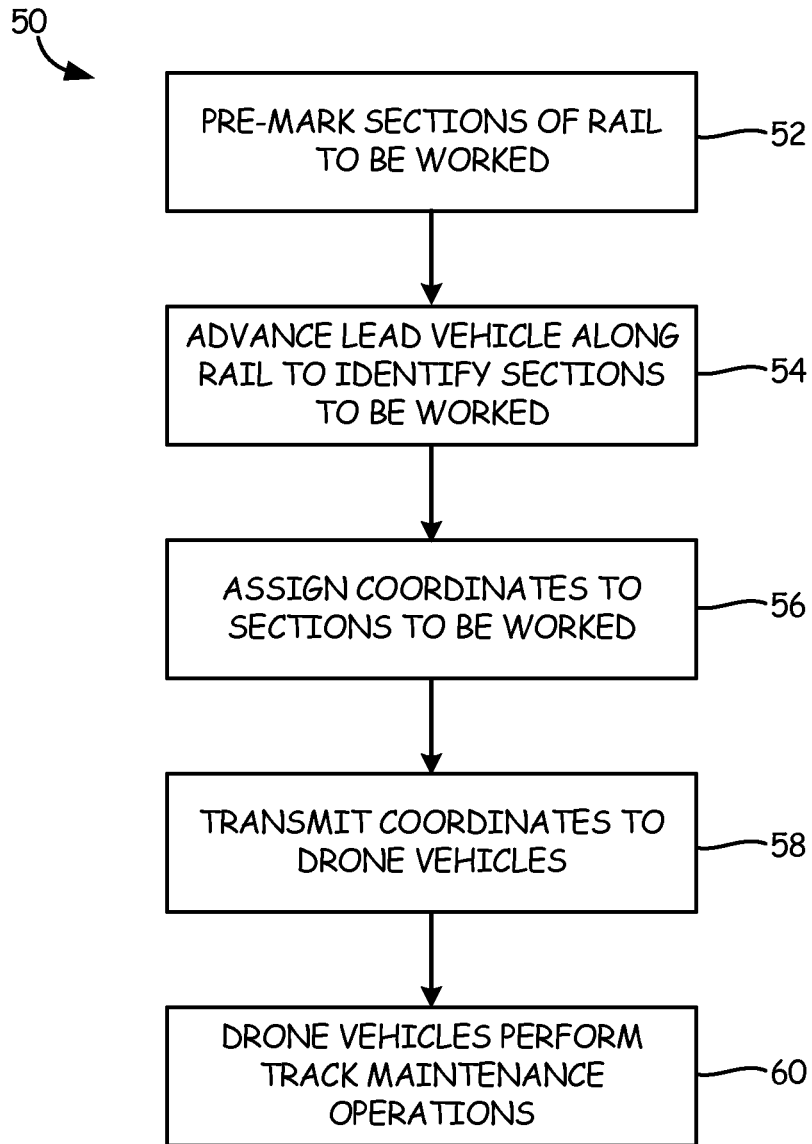 50
PRE-MARK SECTIONS OF RAIL
TO BE WORKED
52
ADVANCE LEAD VEHICLE ALONG
RAIL TO IDENTIFY SECTIONS
TO BE WORKED
54
ASSIGN COORDINATES TO
SECTIONS TO BE WORKED
56
TRANSMIT COORDINATES TO
DRONE VEHICLES
58
DRONE VEHICLES PERFORM
TRACK MAINTENANCE
OPERATIONS
60